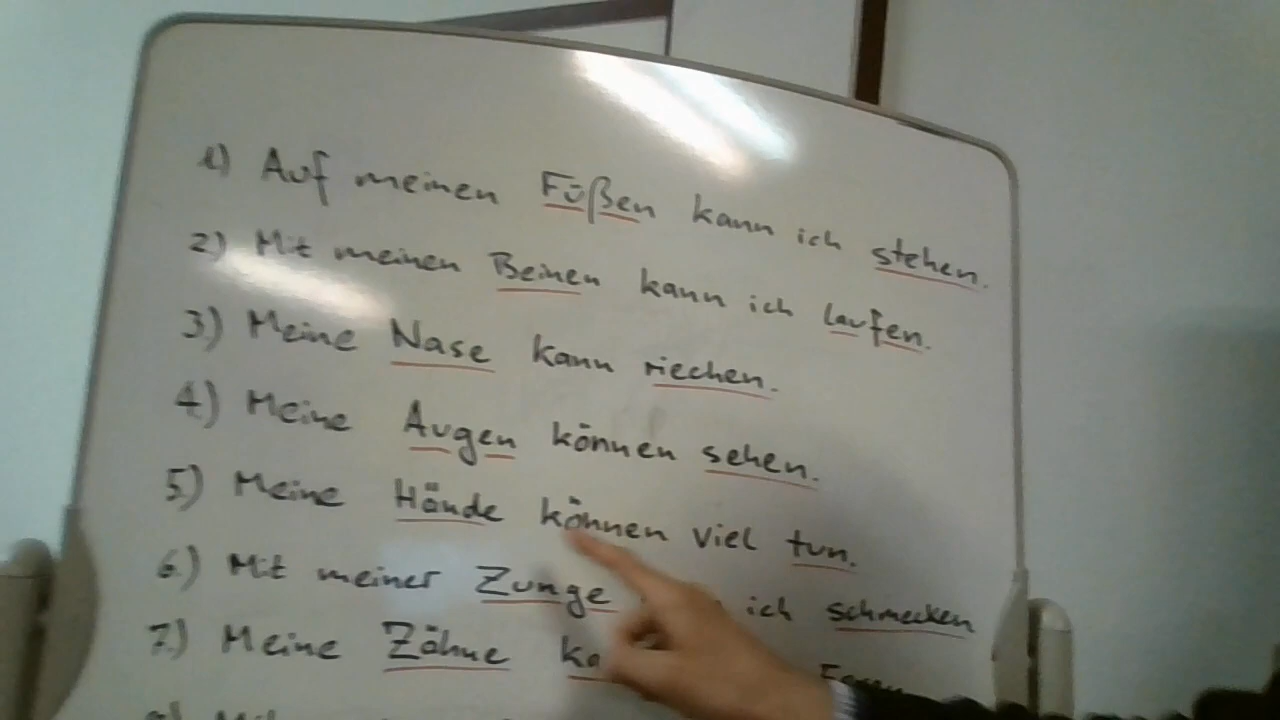 1) Auf meinen Füßen kann ich stehen.
2) Mit meinen Beinen kann ich laufen.
3) Meine Nase kann riechen.
4) Meine Augen können sehen.
5) Meine Hände können viel tun.
6.) Mit meiner Zunge ich schmecken
7.) Meine Zähne